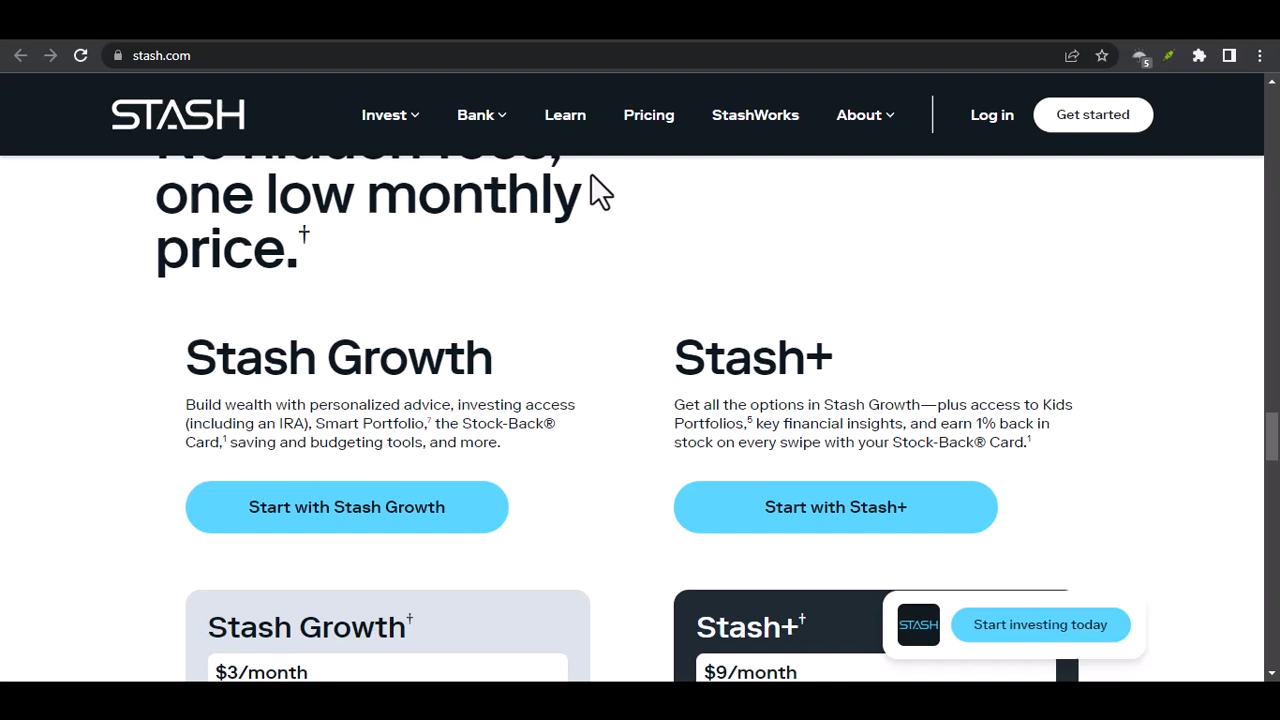 stash.com
5
STASH
Invest
Bank
Learn
Pricing
StashWorks
About
Log in
Get started
No hidden fees,
one low monthly
price.†
Stash Growth
Build wealth with personalized advice, investing access
(including an IRA), Smart Portfolio,⁷ the Stock-Back®
Card,¹ saving and budgeting tools, and more.
Start with Stash Growth
Stash+
Get all the options in Stash Growth—plus access to Kids
Portfolios,⁵ key financial insights, and earn 1% back in
stock on every swipe with your Stock-Back® Card.¹
Start with Stash+
Stash Growth†
$3/month
Stash+†
$9/month
STASH
Start investing today